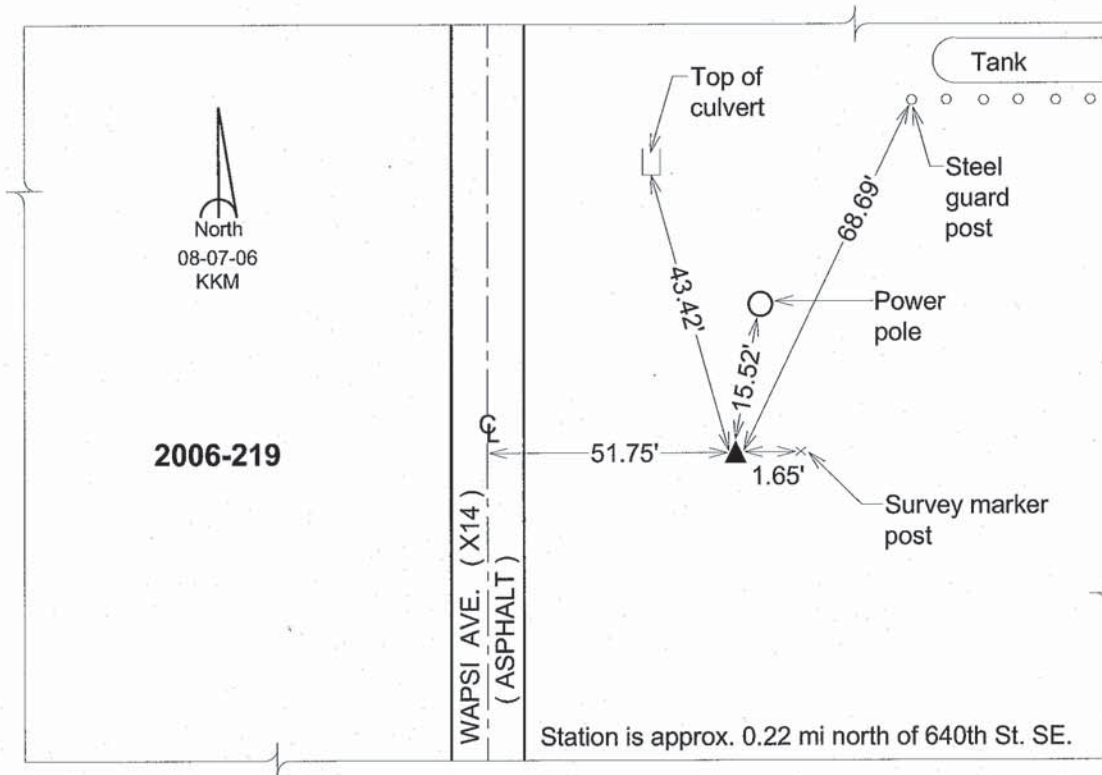 Tank
Top of
culvert
Steel
guard
post
North
08-07-06
KKM
68.69'
43.42'
Power
pole
15.52'
2006-219
℄
51.75'
1.65'
Survey marker
post
WAPSI AVE. ( X14 )
( ASPHALT )
Station is approx. 0.22 mi north of 640th St. SE.